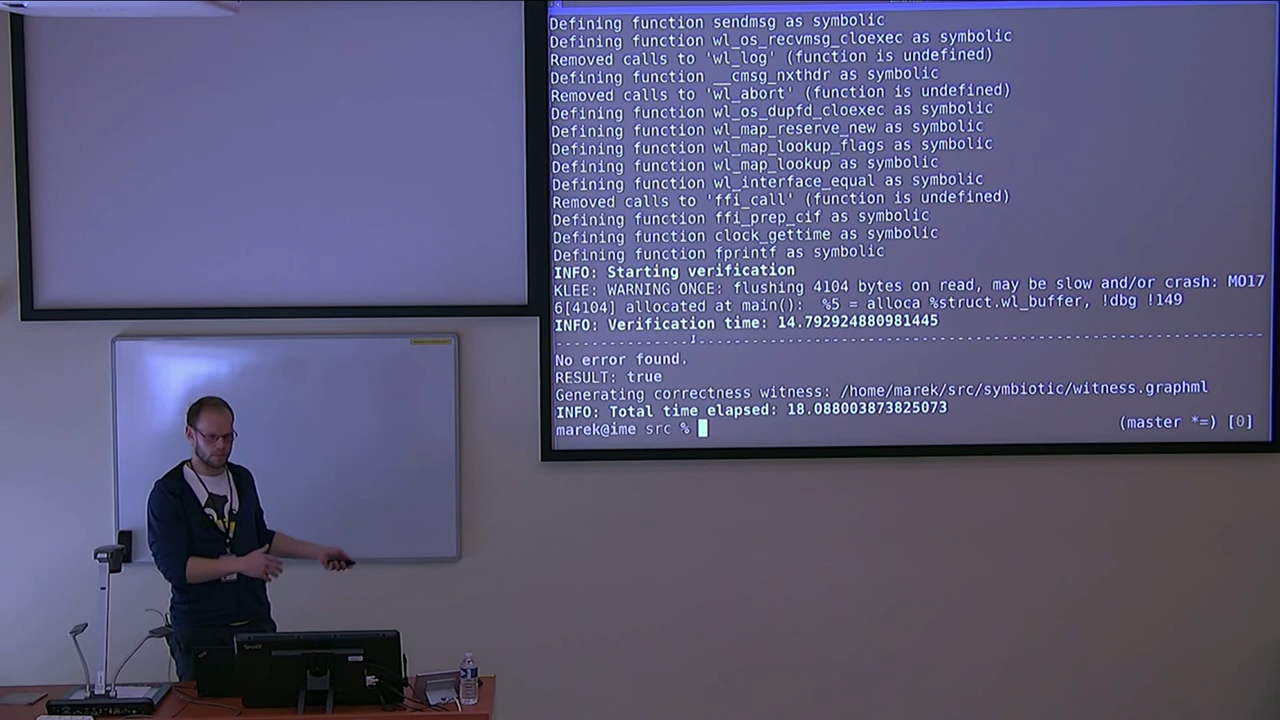 Defining function sendmsg as symbolic
Defining function wl_os_recvmsg_cloexec as symbolic
Removed calls to 'wl_log' (function is undefined)
Defining function __cmsg_nxthdr as symbolic
Removed calls to 'wl_abort' (function is undefined)
Defining function wl_os_dupfd_cloexec as symbolic
Defining function wl_map_reserve_new as symbolic
Defining function wl_map_lookup_flags as symbolic
Defining function wl_map_lookup as symbolic
Defining function wl_interface_equal as symbolic
Removed calls to 'ffi_call' (function is undefined)
Defining function ffi_prep_cif as symbolic
Defining function clock_gettime as symbolic
Defining function fprintf as symbolic
INFO: Starting verification
KLEE: WARNING ONCE: flushing 4104 bytes on read, may be slow and/or crash: MO17
6[4104] allocated at main():  %5 = alloca %struct.wl_buffer, !dbg !149
INFO: Verification time: 14.792924880981445
--------------------------------------------------------------------------------
No error found.
RESULT: true
Generating correctness witness: /home/marek/src/symbiotic/witness.graphml
INFO: Total time elapsed: 18.088003873825073
marek@ime src % (master *=) [0]